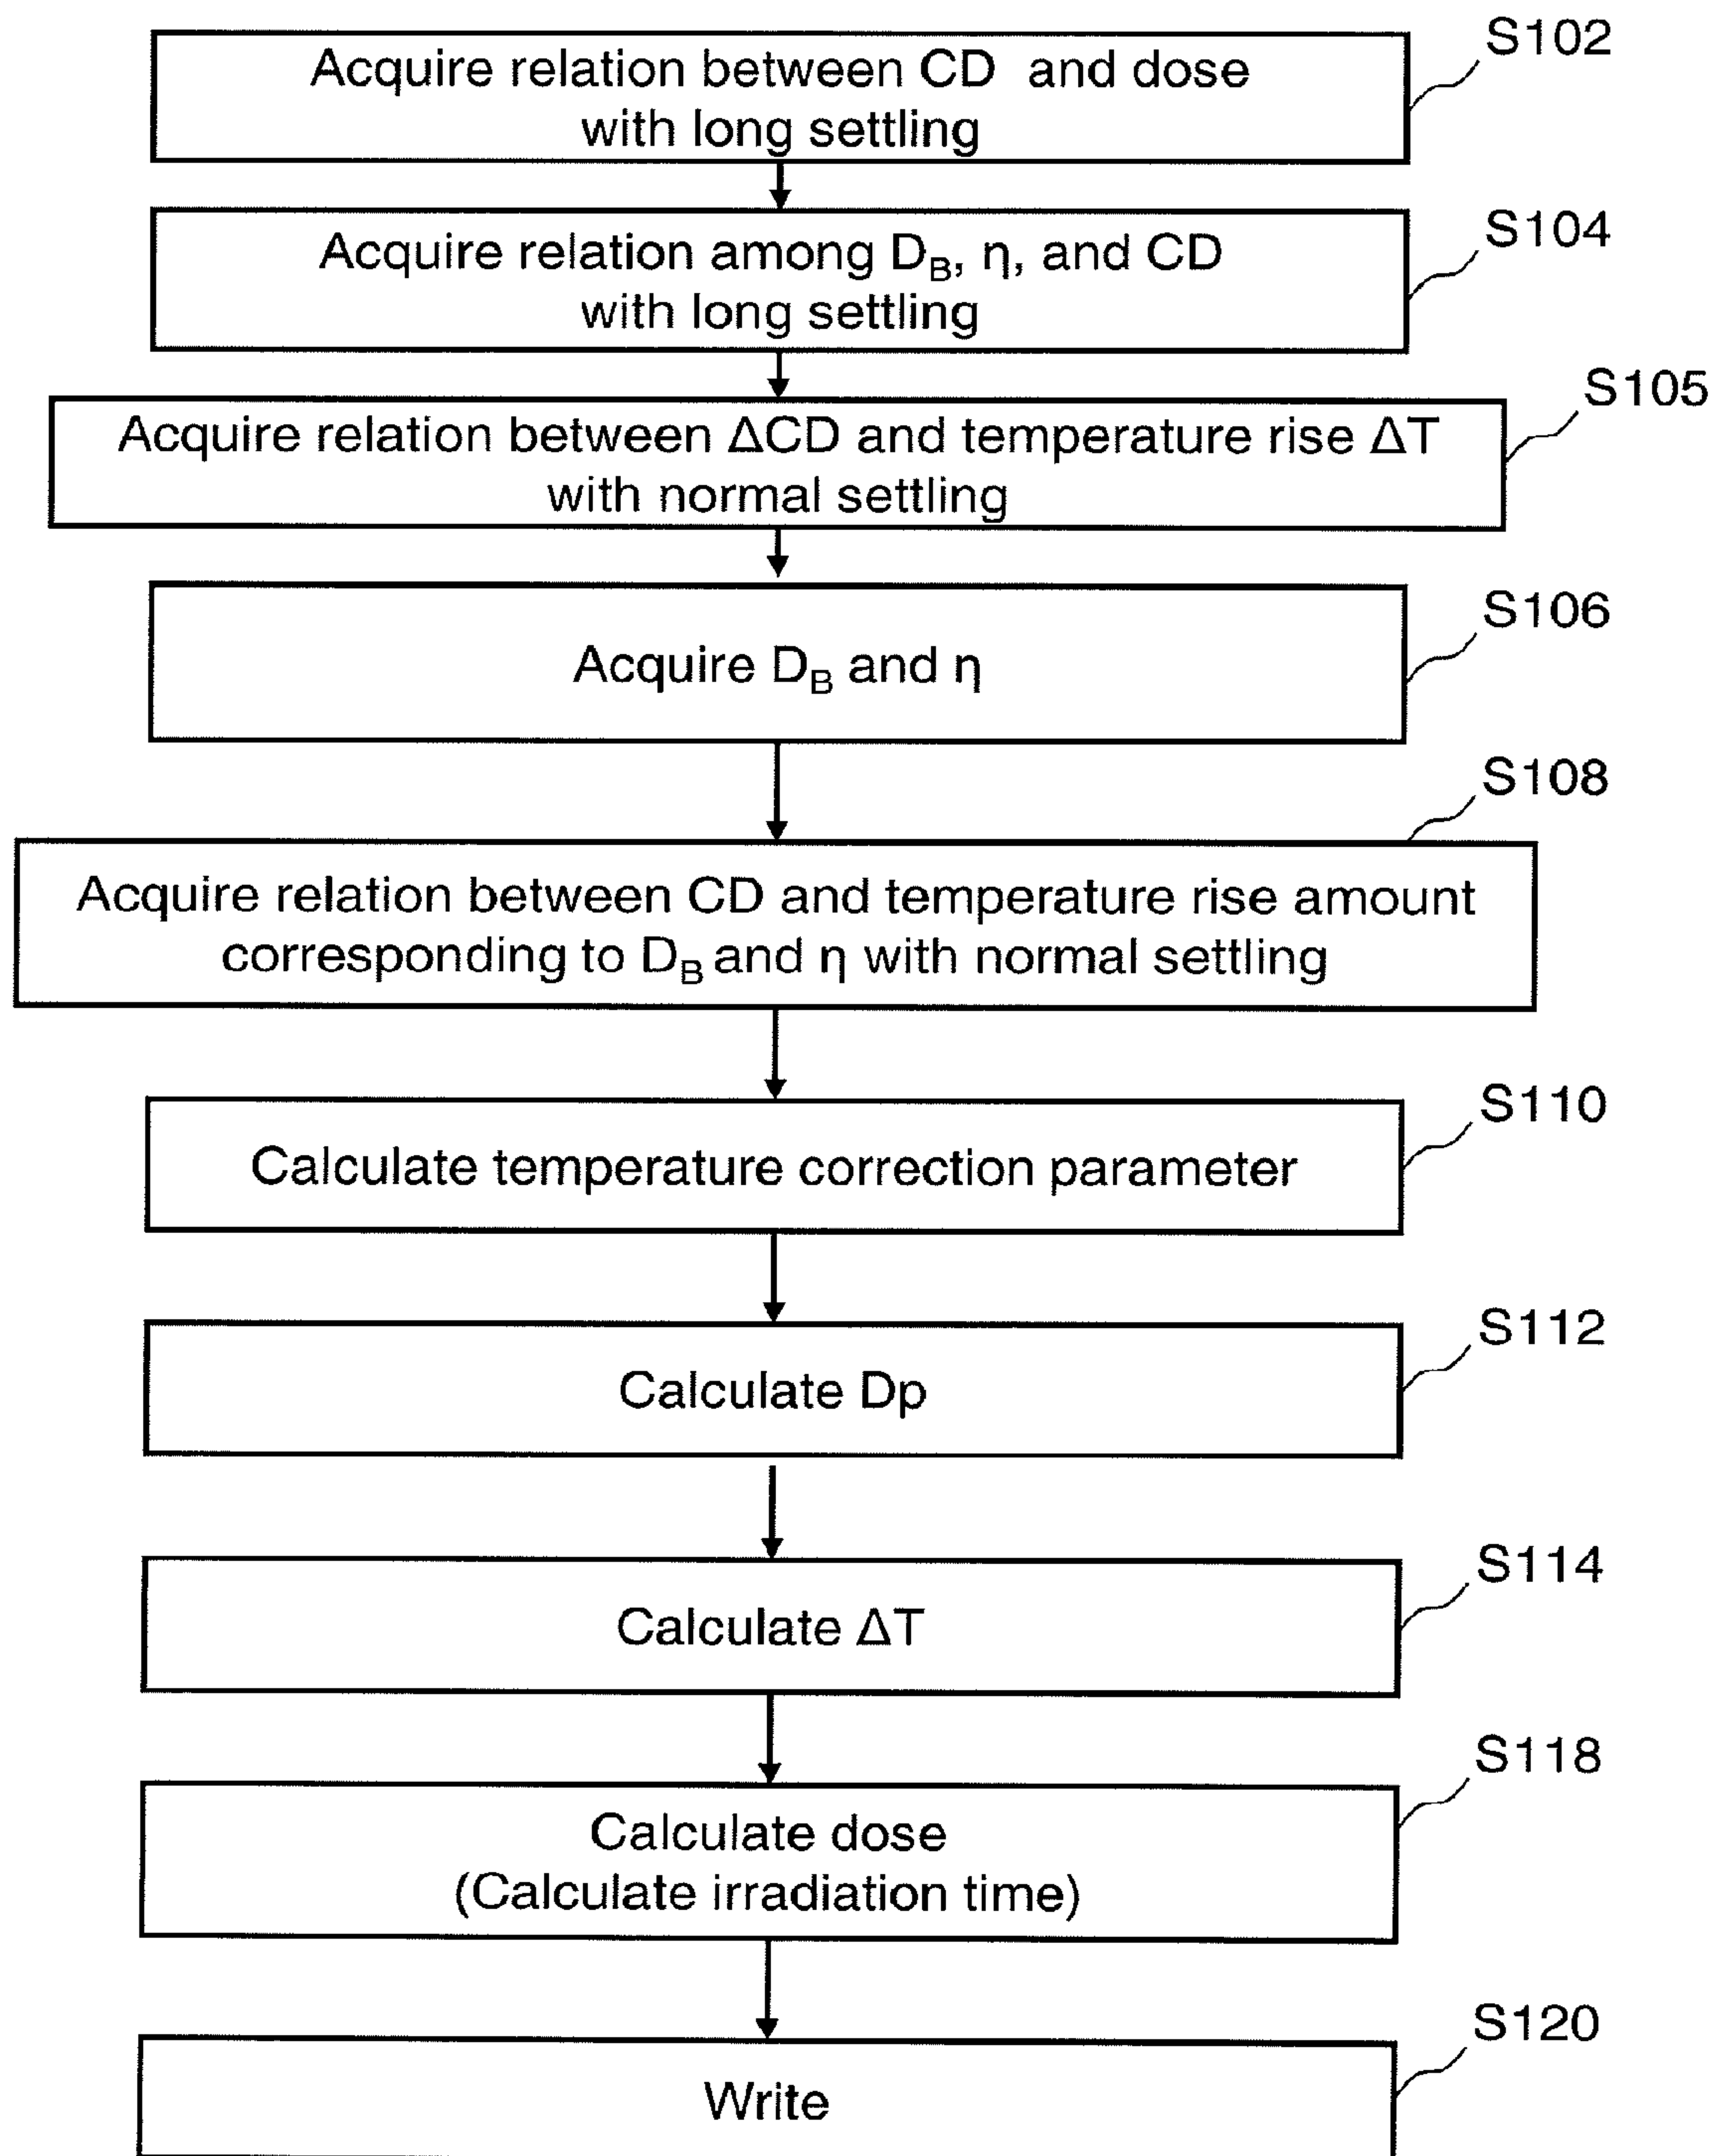 S102
Acquire relation between CD and dose
with long settling
S104
Acquire relation among D_B, η, and CD
with long settling
S105
Acquire relation between ΔCD and temperature rise ΔT
with normal settling
S106
Acquire D_B and η
S108
Acquire relation between CD and temperature rise amount
corresponding to D_B and η with normal settling
S110
Calculate temperature correction parameter
S112
Calculate Dp
S114
Calculate ΔT
S118
Calculate dose
(Calculate irradiation time)
S120
Write